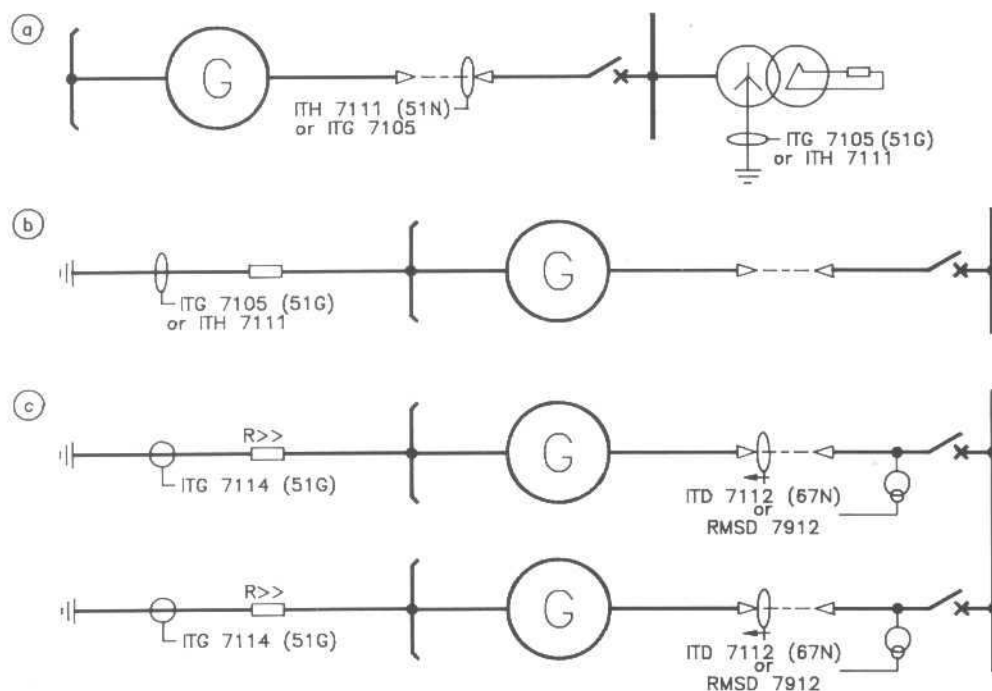 a
G
ITH 7111 (51N)
or ITG 7105
ITG 7105 (51G)
or ITH 7111
b
G
ITG 7105 (51G)
or ITH 7111
c
R>>
G
ITG 7114 (51G)
ITD 7112 (67N)
or
RMSD 7912
R>>
G
ITG 7114 (51G)
ITD 7112 (67N)
or
RMSD 7912